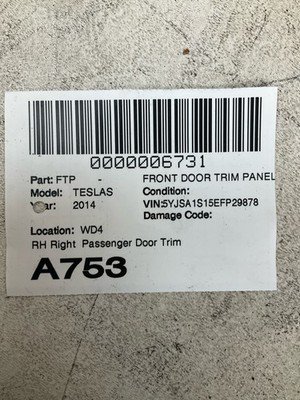 0000006731
Part: FTP - FRONT DOOR TRIM PANEL
Model: TESLAS Condition:
Year: 2014 VIN:5YJSA1S15EFP29878
Damage Code:
Location: WD4
RH Right Passenger Door Trim
A753